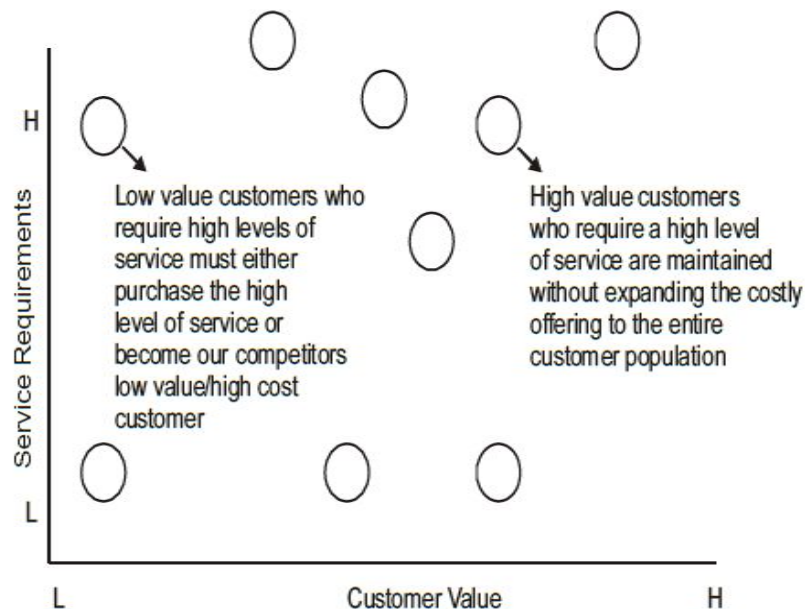 H
Service Requirements
L
Low value customers who
require high levels of
service must either
purchase the high
level of service or
become our competitors
low value/high cost
customer
High value customers
who require a high level
of service are maintained
without expanding the costly
offering to the entire
customer population
L
Customer Value
H